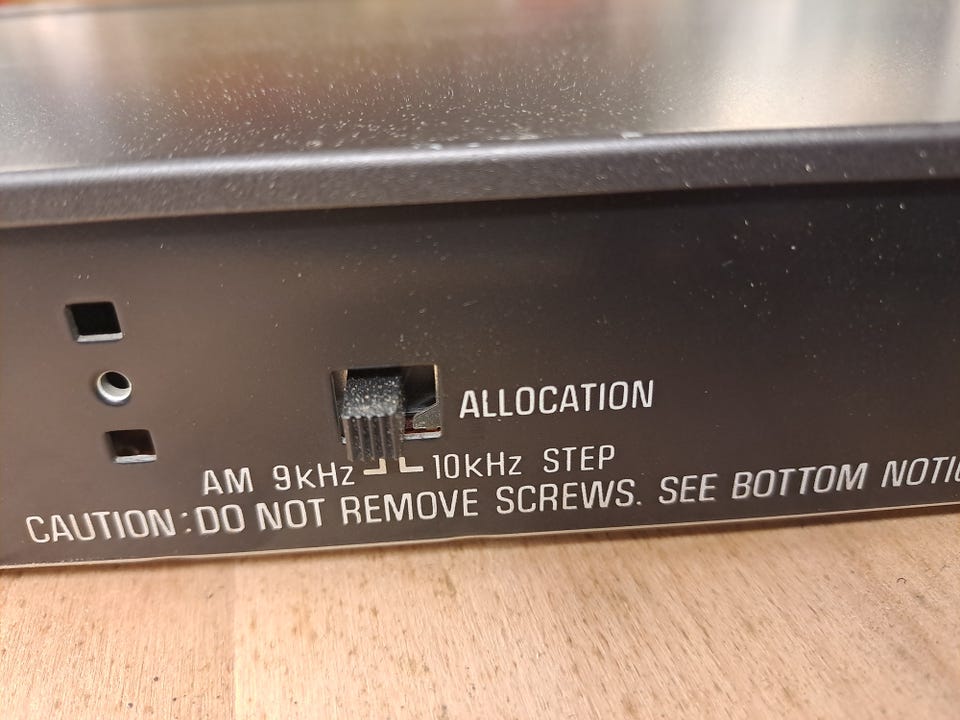 ALLOCATION
AM 9kHz 10kHz STEP
CAUTION: DO NOT REMOVE SCREWS. SEE BOTTOM